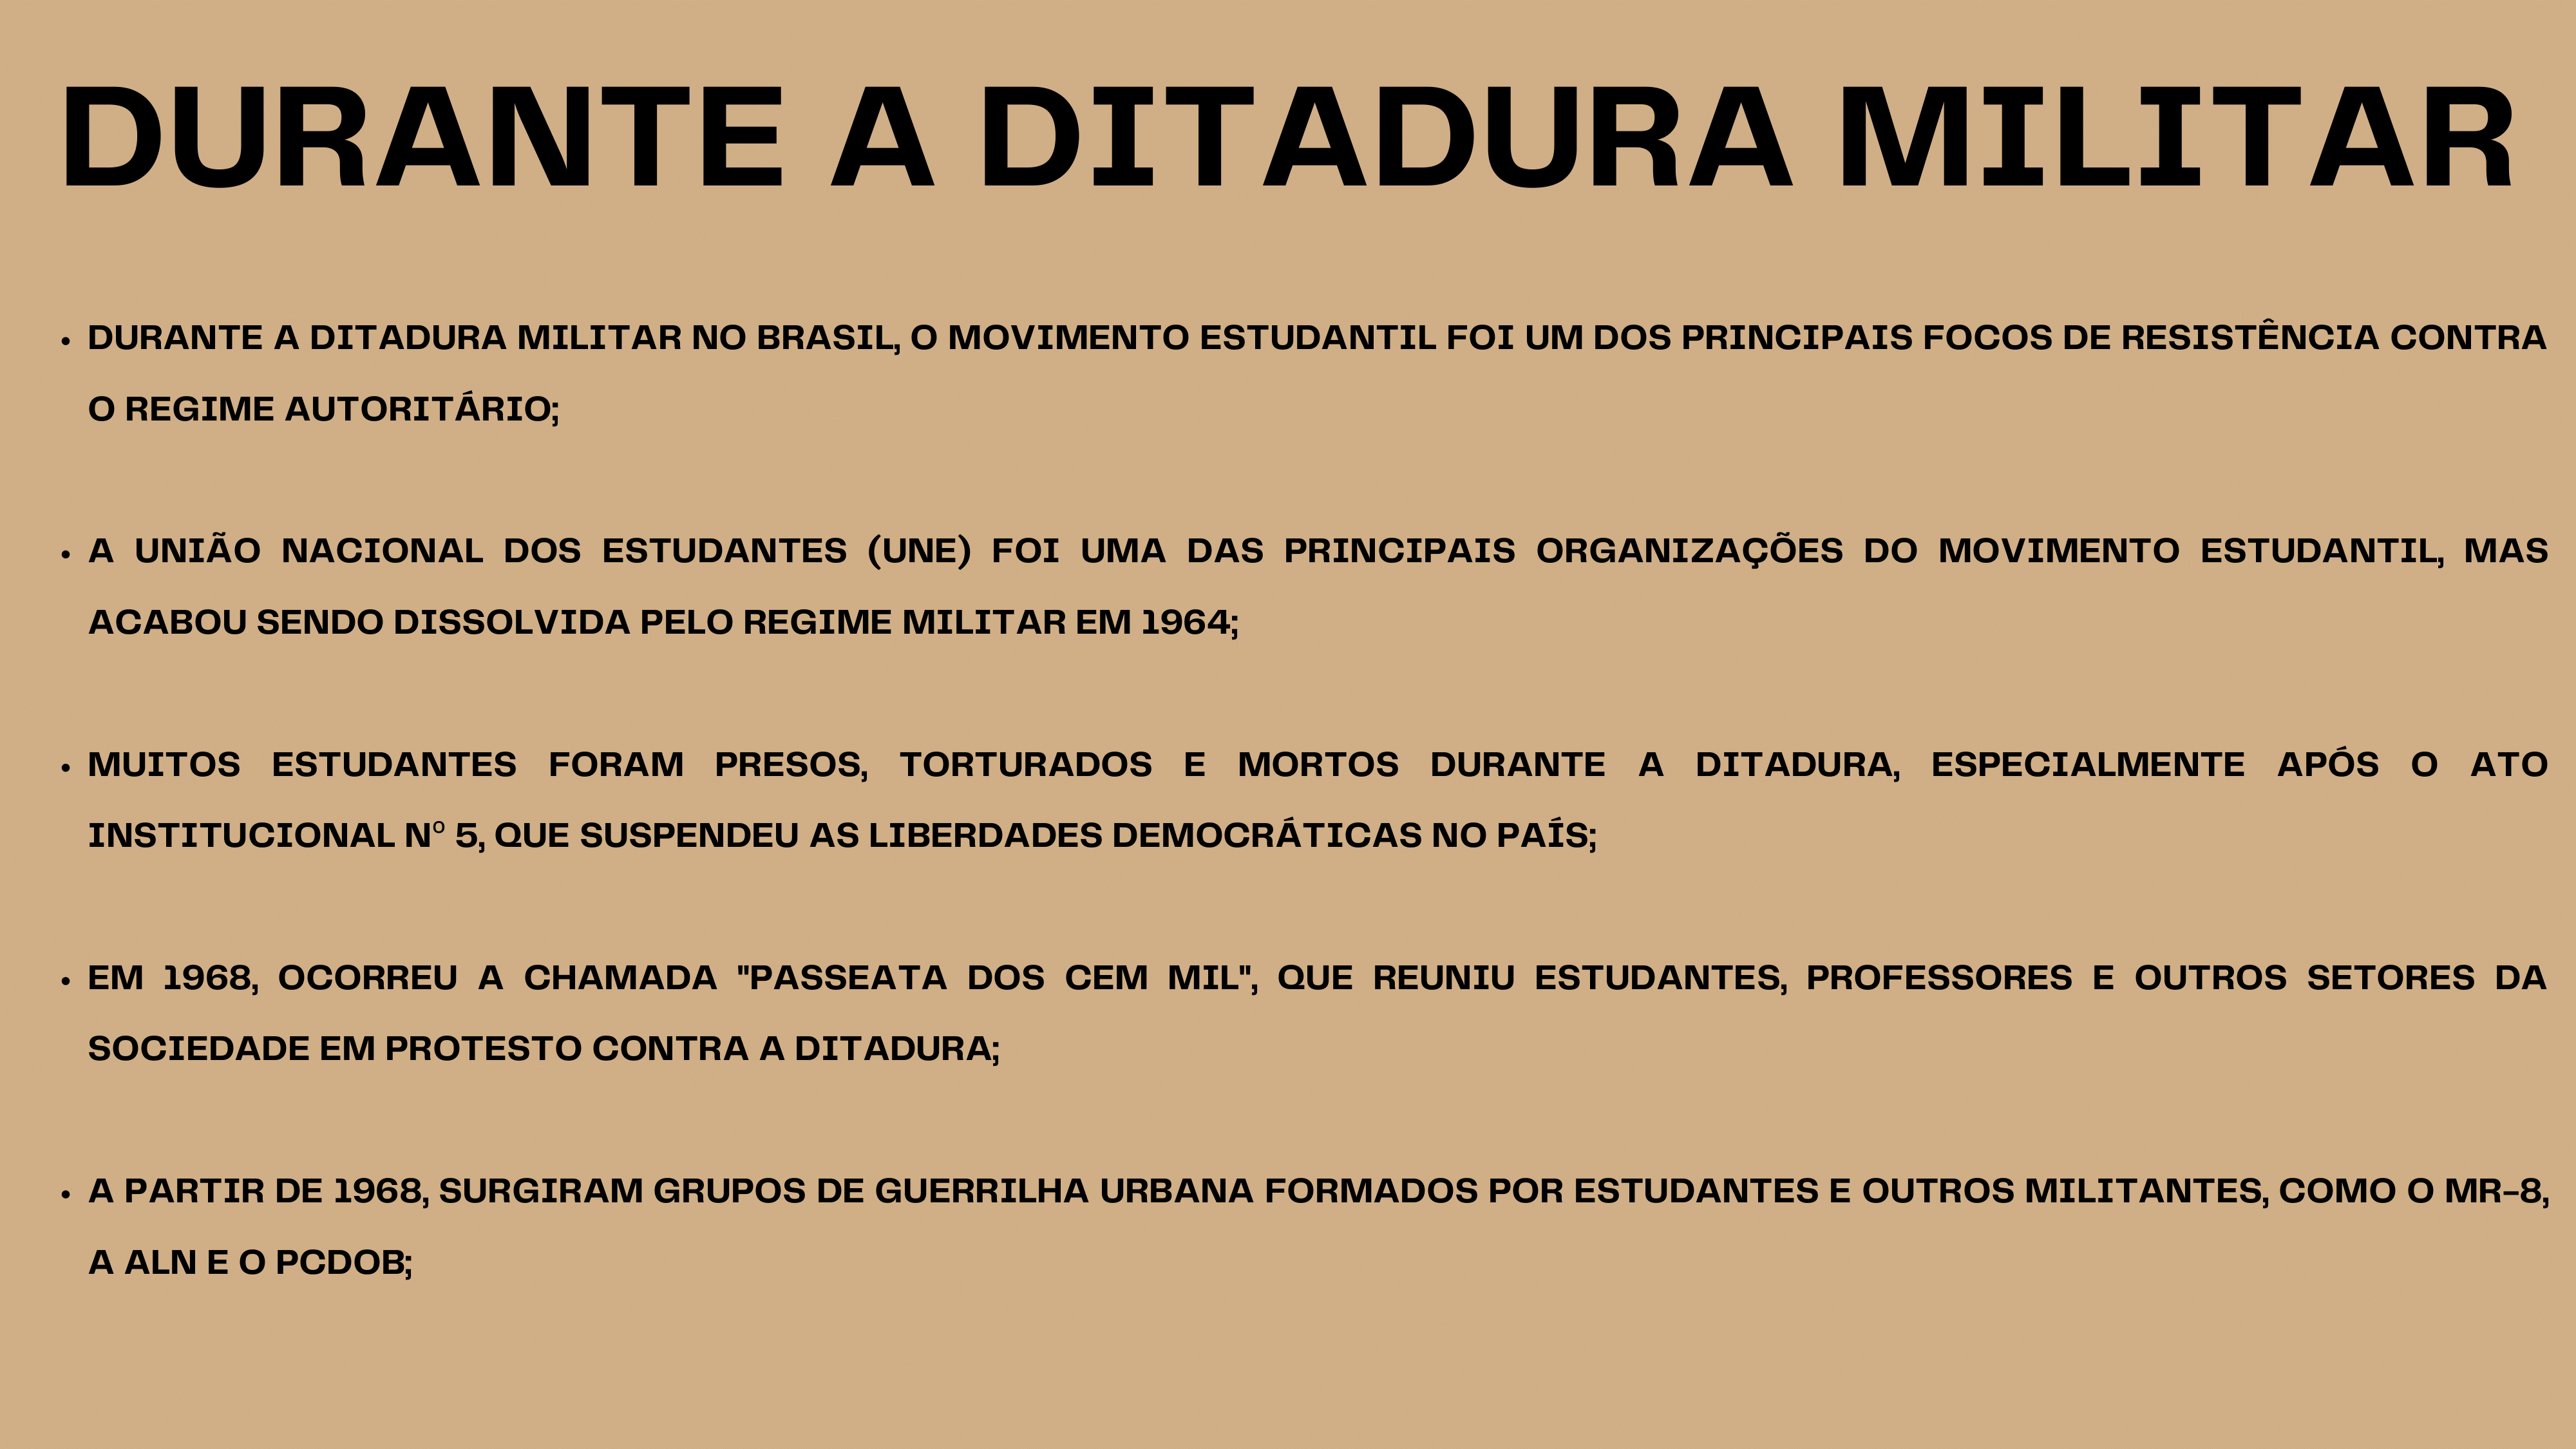 DURANTE A DITADURA MILITAR
• DURANTE A DITADURA MILITAR NO BRASIL, O MOVIMENTO ESTUDANTIL FOI UM DOS PRINCIPAIS FOCOS DE RESISTÊNCIA CONTRA
O REGIME AUTORITÁRIO;
• A UNIÃO NACIONAL DOS ESTUDANTES (UNE) FOI UMA DAS PRINCIPAIS ORGANIZAÇÕES DO MOVIMENTO ESTUDANTIL, MAS
ACABOU SENDO DISSOLVIDA PELO REGIME MILITAR EM 1964;
• MUITOS ESTUDANTES FORAM PRESOS, TORTURADOS E MORTOS DURANTE A DITADURA, ESPECIALMENTE APÓS O ATO
INSTITUCIONAL Nº 5, QUE SUSPENDEU AS LIBERDADES DEMOCRÁTICAS NO PAÍS;
• EM 1968, OCORREU A CHAMADA "PASSEATA DOS CEM MIL", QUE REUNIU ESTUDANTES, PROFESSORES E OUTROS SETORES DA
SOCIEDADE EM PROTESTO CONTRA A DITADURA;
• A PARTIR DE 1968, SURGIRAM GRUPOS DE GUERRILHA URBANA FORMADOS POR ESTUDANTES E OUTROS MILITANTES, COMO O MR-8,
A ALN E O PCDOB;